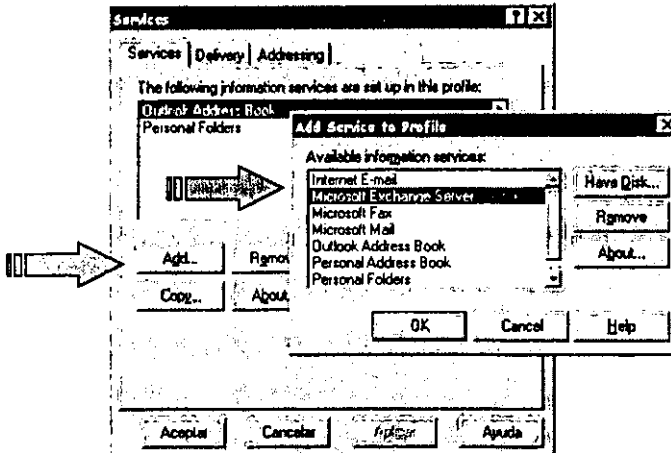 Services
Services Delivery Addressing
The following information services are set up in this profile:
Outlook Address Book
Personal Folders
Add... Remov
Copy... About.
Add Service to Profile
Available information services:
Internet E-mail
Microsoft Exchange Server
Microsoft Fax
Microsoft Mail
Outlook Address Book
Personal Address Book
Personal Folders
Have Disk...
Remove
About...
OK Cancel Help
Aceptar Cancelar Aplicar Ayuda